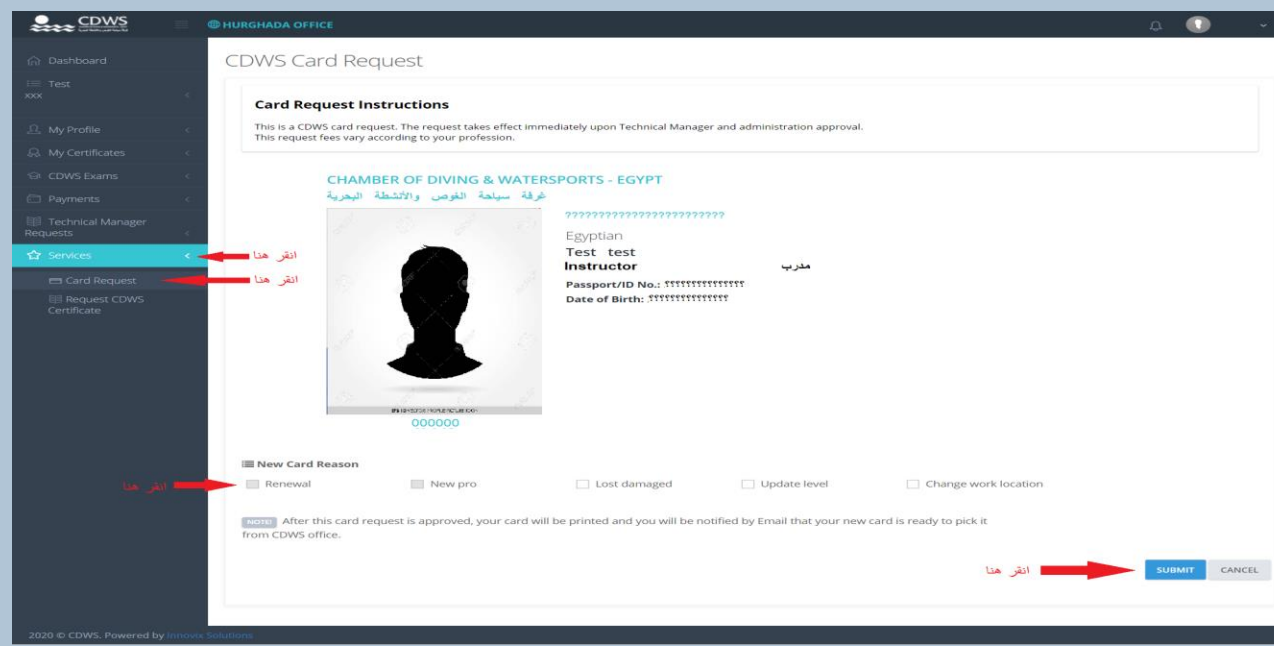 CDWS
HURGHADA OFFICE
Dashboard
Test
xxx
My Profile
My Certificates
CDWS Exams
Payments
Technical Manager
Requests
Services
انقر هنا
Card Request
انقر هنا
Request CDWS
Certificate
CDWS Card Request
Card Request Instructions
This is a CDWS card request. The request takes effect immediately upon Technical Manager and administration approval.
This request fees vary according to your profession.
CHAMBER OF DIVING & WATERSPORTS - EGYPT
غرفة سياحة الغوص والأنشطة البحرية
????????????????????????
Egyptian
Test test
Instructor مدرب
Passport/ID No.: ؟؟؟؟؟؟؟؟؟؟؟؟؟؟؟
Date of Birth: ؟؟؟؟؟؟؟؟؟؟؟؟؟؟؟
000000
New Card Reason
انقر هنا
Renewal New pro Lost damaged Update level Change work location
NOTE! After this card request is approved, your card will be printed and you will be notified by Email that your new card is ready to pick it
from CDWS office.
انقر هنا
SUBMIT CANCEL
2020 © CDWS. Powered by Innovix Solutions